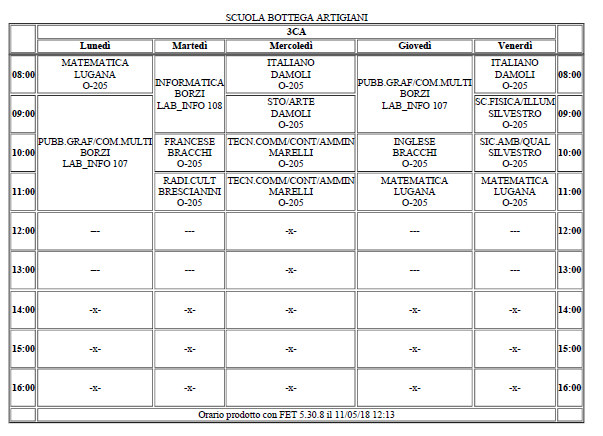 SCUOLA BOTTEGA ARTIGIANI
3CA
Lunedì Martedì Mercoledì Giovedì Venerdì
08:00
MATEMATICA
LUGANA
O-205
INFORMATICA
BORZI
LAB_INFO 108
ITALIANO
DAMOLI
O-205
PUBB.GRAF/COM.MULTI
BORZI
LAB_INFO 107
ITALIANO
DAMOLI
O-205
08:00
09:00
PUBB.GRAF/COM.MULTI
BORZI
LAB_INFO 107
STO/ARTE
DAMOLI
O-205
SC.FISICA/ILLUM
SILVESTRO
O-205
09:00
10:00
FRANCESE
BRACCHI
O-205
TECN.COMM/CONT/AMMIN
MARELLI
O-205
INGLESE
BRACCHI
O-205
SIC.AMB/QUAL
SILVESTRO
O-205
10:00
11:00
RADI.CULT
BRESCIANINI
O-205
TECN.COMM/CONT/AMMIN
MARELLI
O-205
MATEMATICA
LUGANA
O-205
MATEMATICA
LUGANA
O-205
11:00
12:00 --- --- -x- --- --- 12:00
13:00 --- --- -x- --- --- 13:00
14:00 -x- -x- -x- -x- -x- 14:00
15:00 -x- -x- -x- -x- -x- 15:00
16:00 -x- -x- -x- -x- -x- 16:00
Orario prodotto con FET 5.30.8 il 11/05/18 12:13